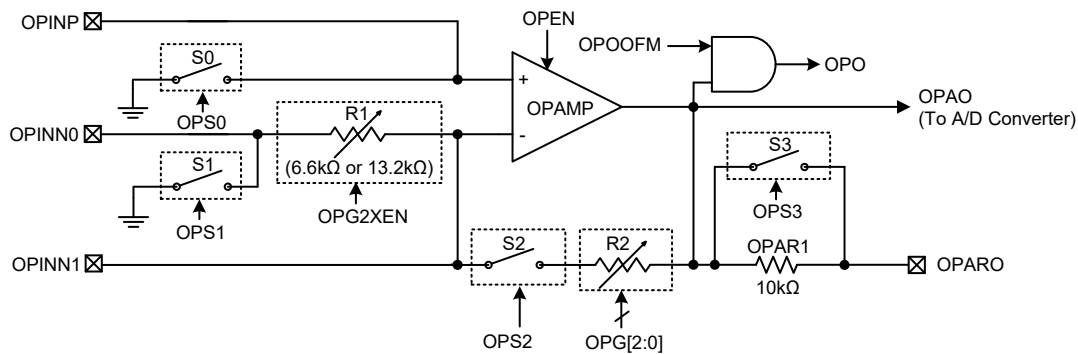 OPINP
OPEN
OPOOFM
OPO
S0
+
OPAMP
OPAO
(To A/D Converter)
OPS0
R1
OPINN0
-
S1
(6.6kΩ or 13.2kΩ)
S3
OPS1
OPG2XEN
OPS3
S2
R2
OPAR1
OPINN1
OPARO
10kΩ
OPS2
OPG[2:0]